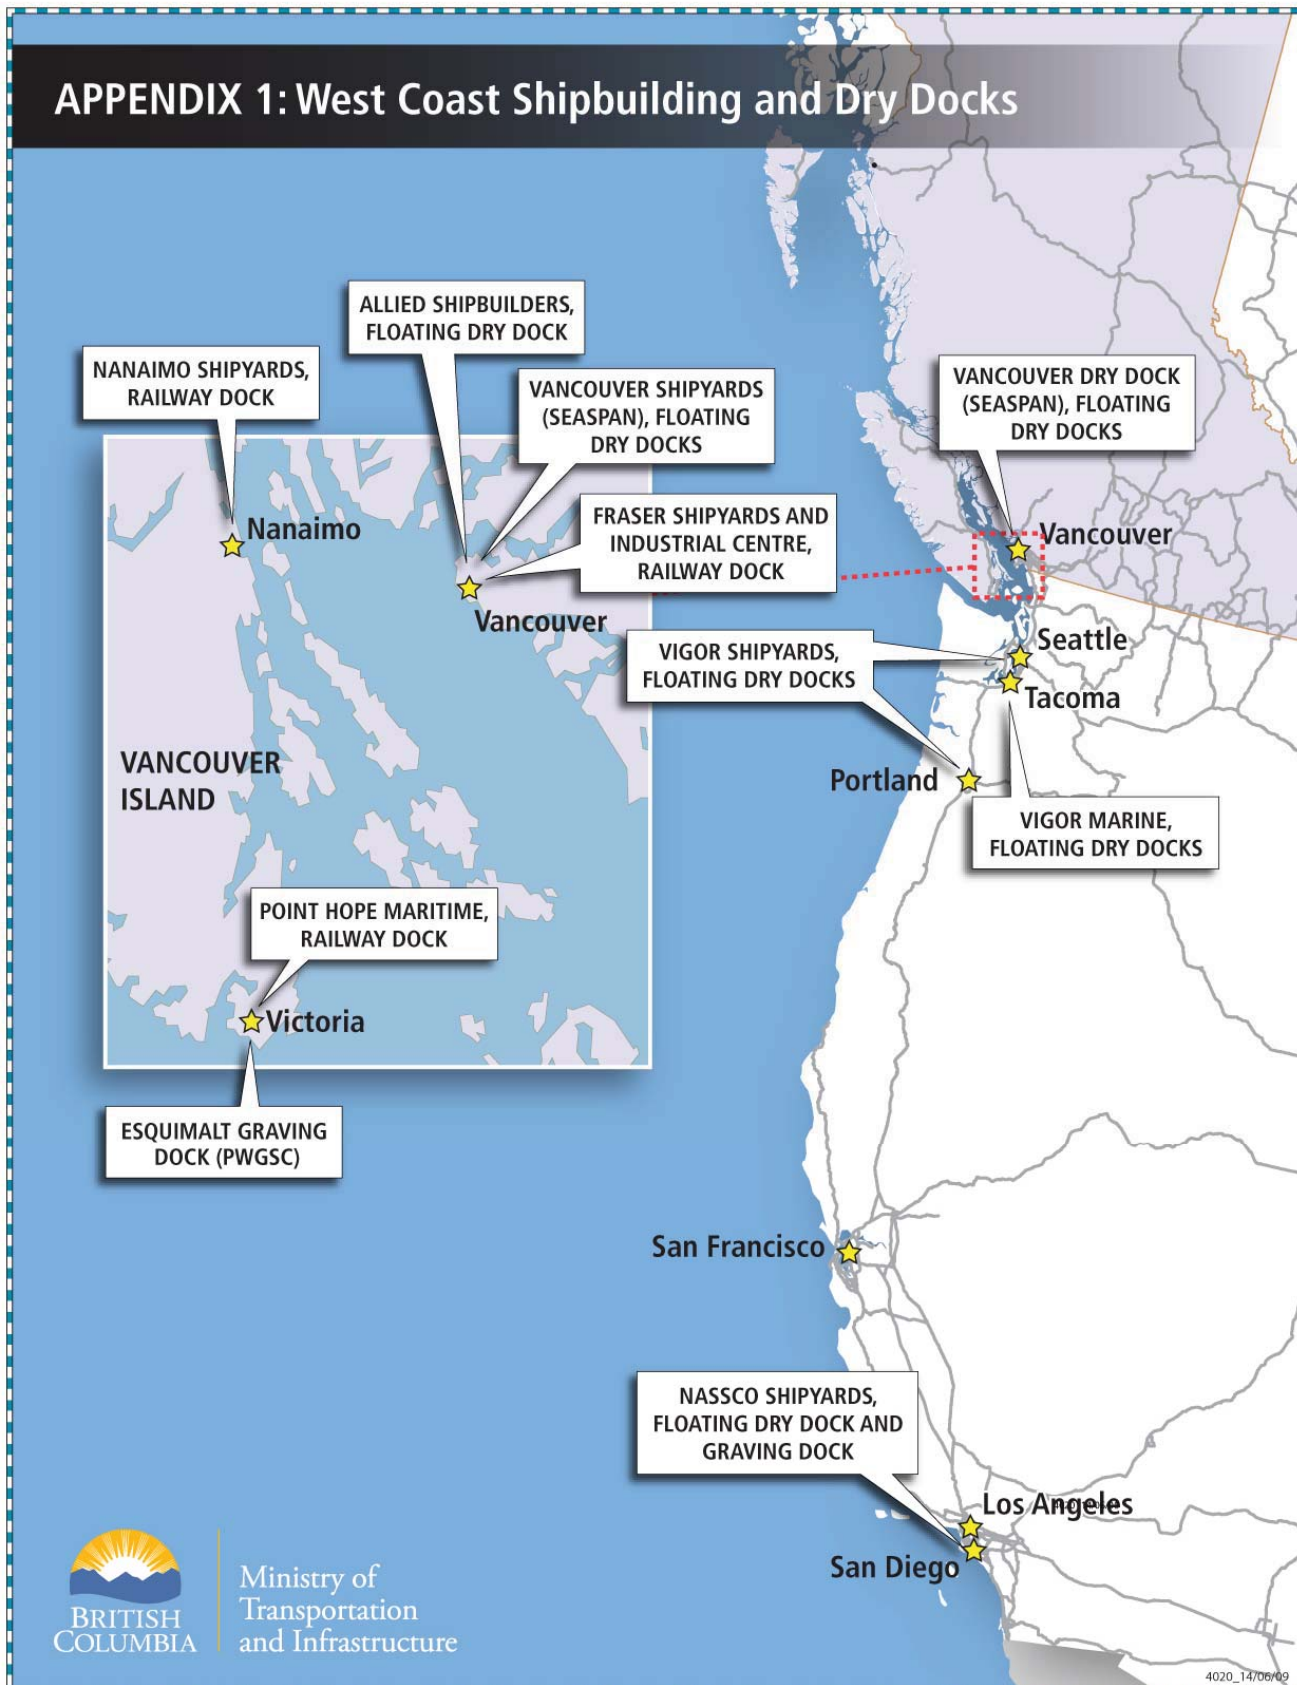 APPENDIX 1: West Coast Shipbuilding and Dry Docks
ALLIED SHIPBUILDERS,
FLOATING DRY DOCK
NANAIMO SHIPYARDS,
RAILWAY DOCK
VANCOUVER SHIPYARDS
(SEASPAN), FLOATING
DRY DOCKS
VANCOUVER DRY DOCK
(SEASPAN), FLOATING
DRY DOCKS
FRASER SHIPYARDS AND
INDUSTRIAL CENTRE,
RAILWAY DOCK
Nanaimo
Vancouver
Vancouver
VIGOR SHIPYARDS,
FLOATING DRY DOCKS
Seattle
Tacoma
VANCOUVER
ISLAND
Portland
VIGOR MARINE,
FLOATING DRY DOCKS
POINT HOPE MARITIME,
RAILWAY DOCK
Victoria
ESQUIMALT GRAVING
DOCK (PWGSC)
San Francisco
NASSCO SHIPYARDS,
FLOATING DRY DOCK AND
GRAVING DOCK
Los Angeles
San Diego
BRITISH
COLUMBIA
Ministry of
Transportation
and Infrastructure
4020_14/06/09